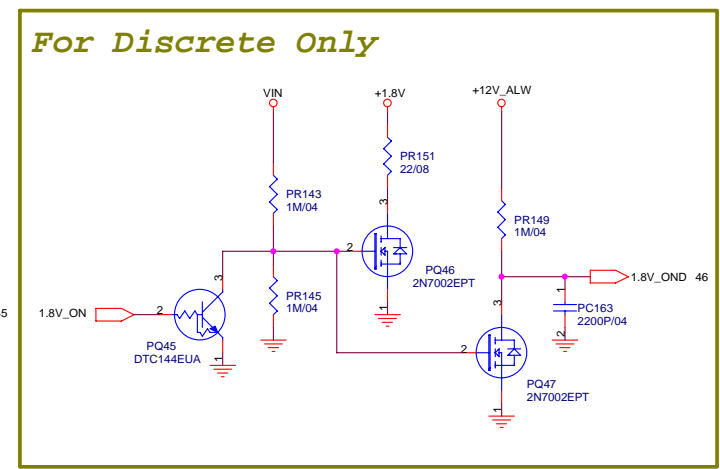 For Discrete Only
VIN
+1.8V
+12V_ALW
PR151
22/08
PR143
1M/04
3
PR149
1M/04
2
PQ46
2N7002EPT
1
3
PR145
1M/04
5
1.8V_ON
2
PQ45
DTC144EUA
1
1.8V_OND 46
1
PC163
2200P/04
2
3
2
PQ47
2N7002EPT
1